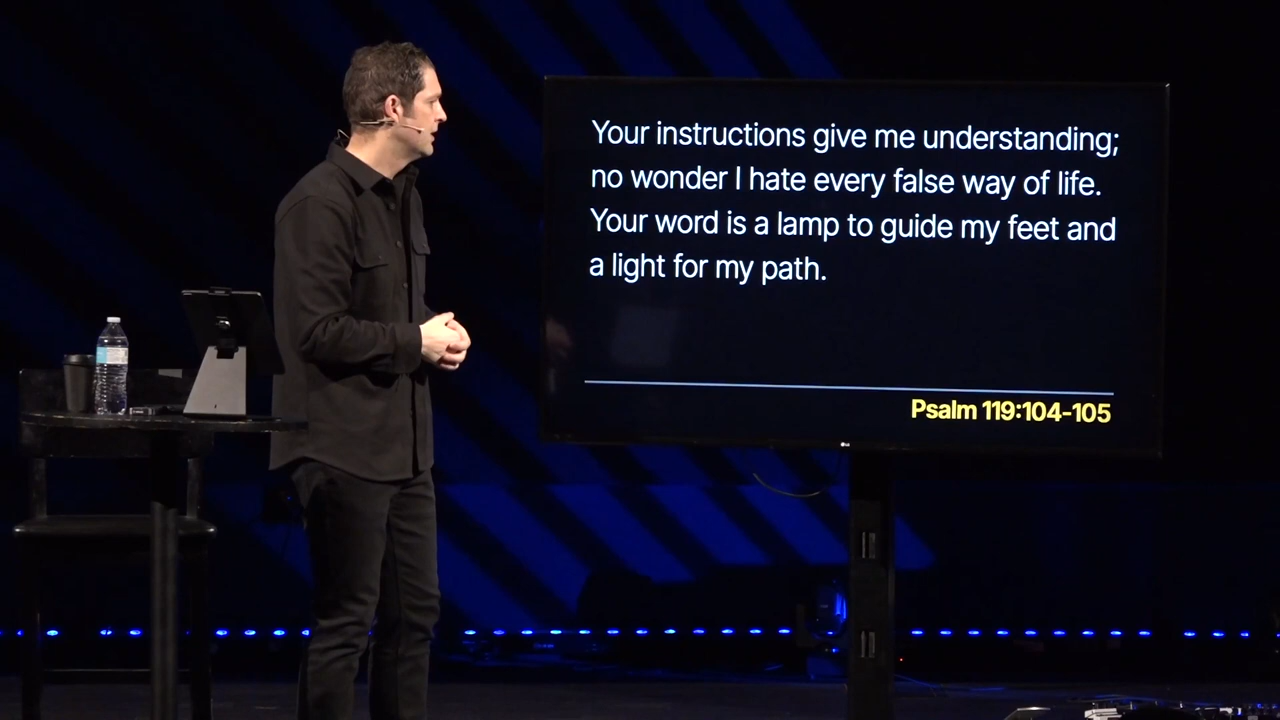 Your instructions give me understanding;
no wonder I hate every false way of life.
Your word is a lamp to guide my feet and
a light for my path.
Psalm 119:104-105
LG